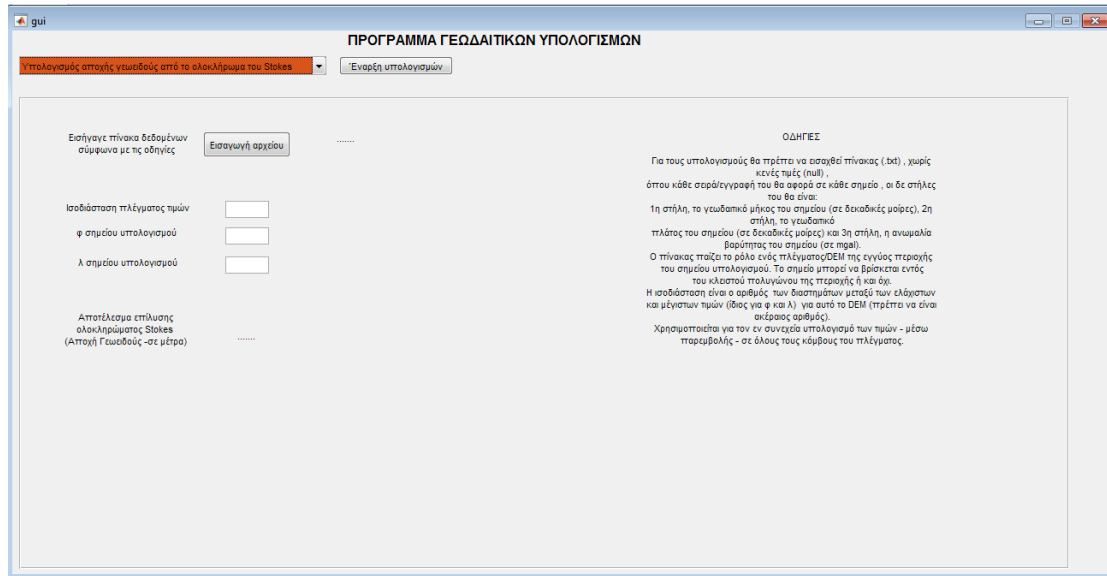 gui
ΠΡΟΓΡΑΜΜΑ ΓΕΩΔΑΙΤΙΚΩΝ ΥΠΟΛΟΓΙΣΜΩΝ
Υπολογισμός αποχής γεωειδούς από το ολοκλήρωμα του Stokes
Έναρξη υπολογισμών
Εισήγαγε πίνακα δεδομένων
σύμφωνα με τις οδηγίες
Εισαγωγή αρχείου
.......
Ισοδιάσταση πλέγματος τιμών
φ σημείου υπολογισμού
λ σημείου υπολογισμού
Αποτέλεσμα επίλυσης
ολοκληρώματος Stokes
(Αποχή Γεωειδούς -σε μέτρα)
.......
ΟΔΗΓΙΕΣ
Για τους υπολογισμούς θα πρέπει να εισαχθεί πίνακας (.txt) , χωρίς
κενές τιμές (null) ,
όπου κάθε σειρά/εγγραφή του θα αφορά σε κάθε σημείο , οι δε στήλες
του θα είναι:
1η στήλη, το γεωδαιτικό μήκος του σημείου (σε δεκαδικές μοίρες), 2η
στήλη, το γεωδαιτικό
πλάτος του σημείου (σε δεκαδικές μοίρες) και 3η στήλη, η ανωμαλία
βαρύτητας του σημείου (σε mgal).
Ο πίνακας παίζει το ρόλο ενός πλέγματος/DEM της εγγύος περιοχής
του σημείου υπολογισμού. Το σημείο μπορεί να βρίσκεται εντός
του κλειστού πολυγώνου της περιοχής ή και όχι.
Η ισοδιάσταση είναι ο αριθμός των διαστημάτων μεταξύ των ελάχιστων
και μέγιστων τιμών (ίδιος για φ και λ) για αυτό το DEM (πρέπει να είναι
ακέραιος αριθμός).
Χρησιμοποιείται για τον εν συνεχεία υπολογισμό των τιμών - μέσω
παρεμβολής - σε όλους τους κόμβους του πλέγματος.